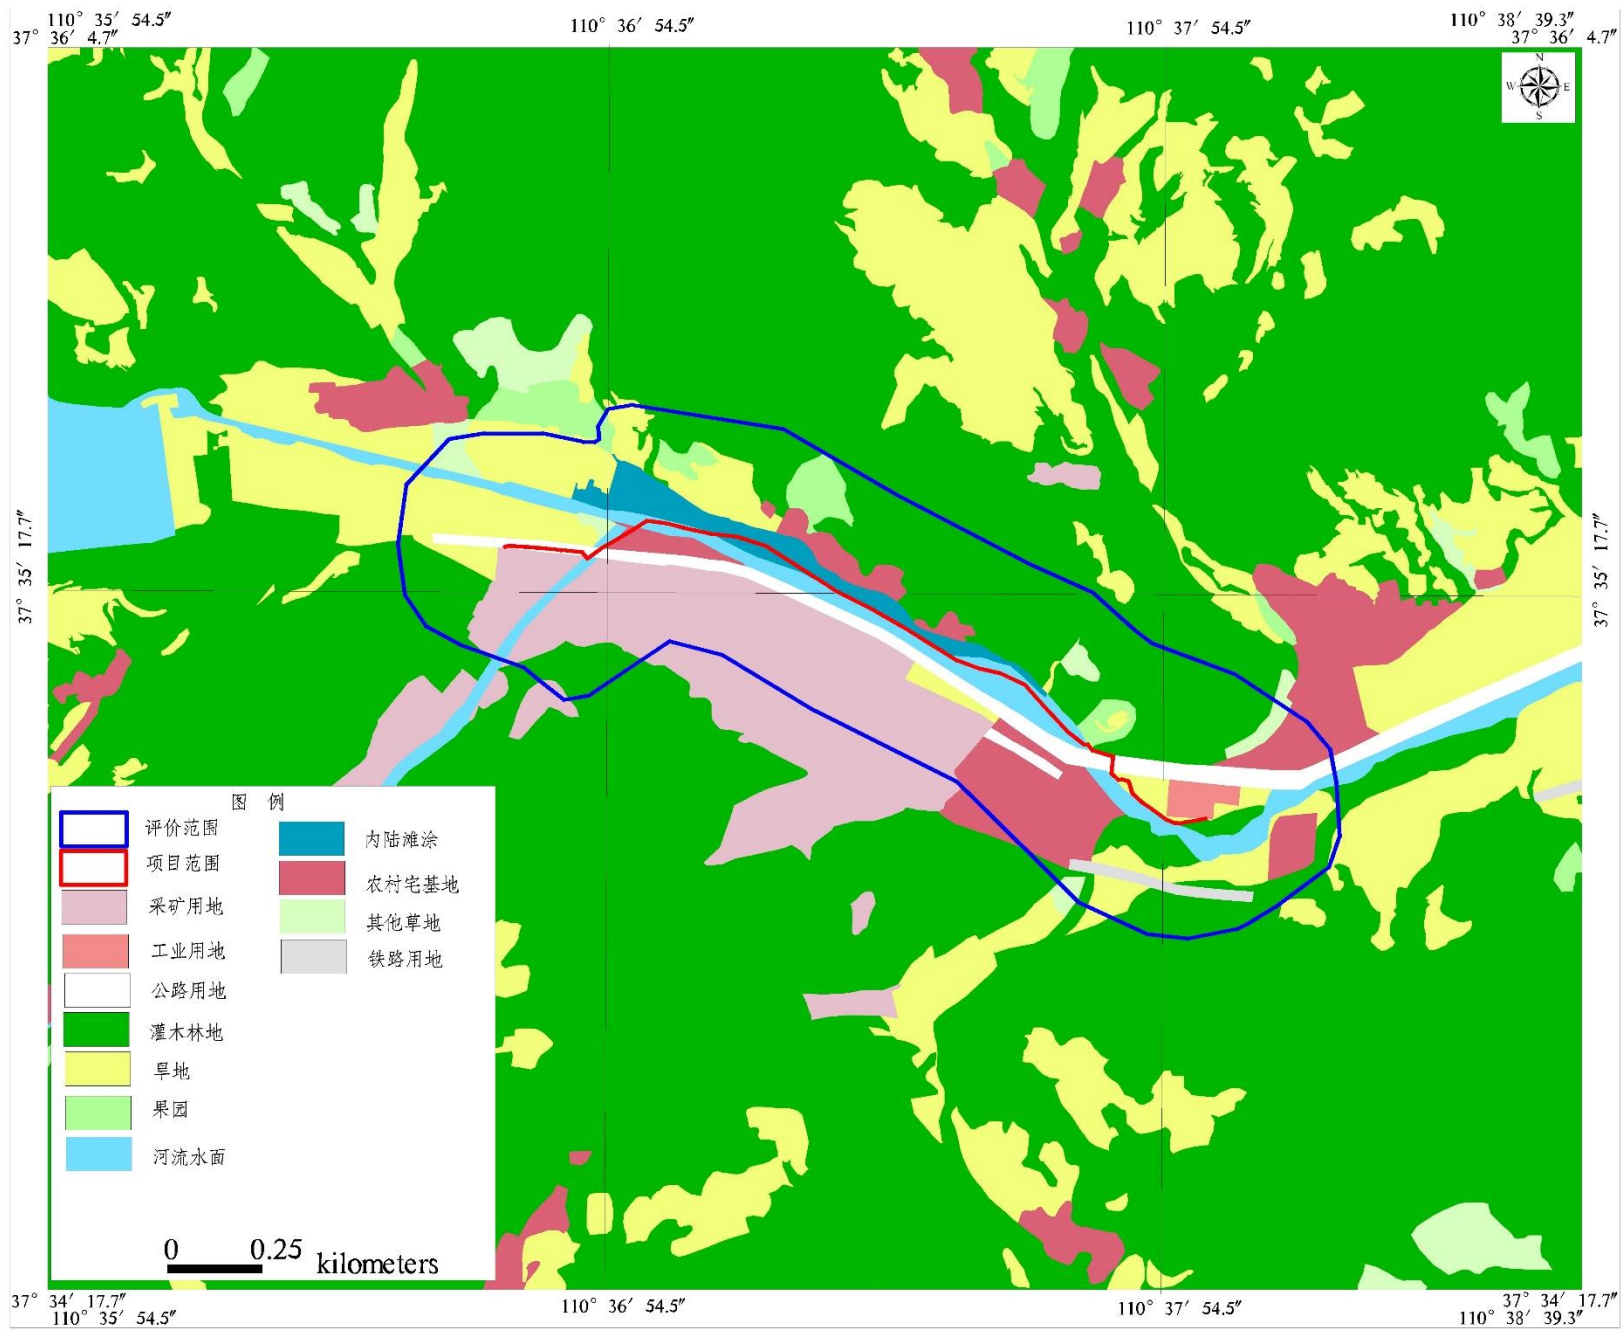 110° 35′ 54.5″
110° 36′ 54.5″
110° 37′ 54.5″
110° 38′ 39.3″
37° 36′ 4.7″
37° 36′ 4.7″
N
W
E
S
37° 35′ 17.7″
37° 35′ 17.7″
图 例
评价范围
项目范围
采矿用地
工业用地
公路用地
灌木林地
旱地
果园
河流水面
内陆滩涂
农村宅基地
其他草地
铁路用地
0
0.25
kilometers
37° 34′ 17.7″
110° 35′ 54.5″
110° 36′ 54.5″
110° 37′ 54.5″
37° 34′ 17.7″
110° 38′ 39.3″